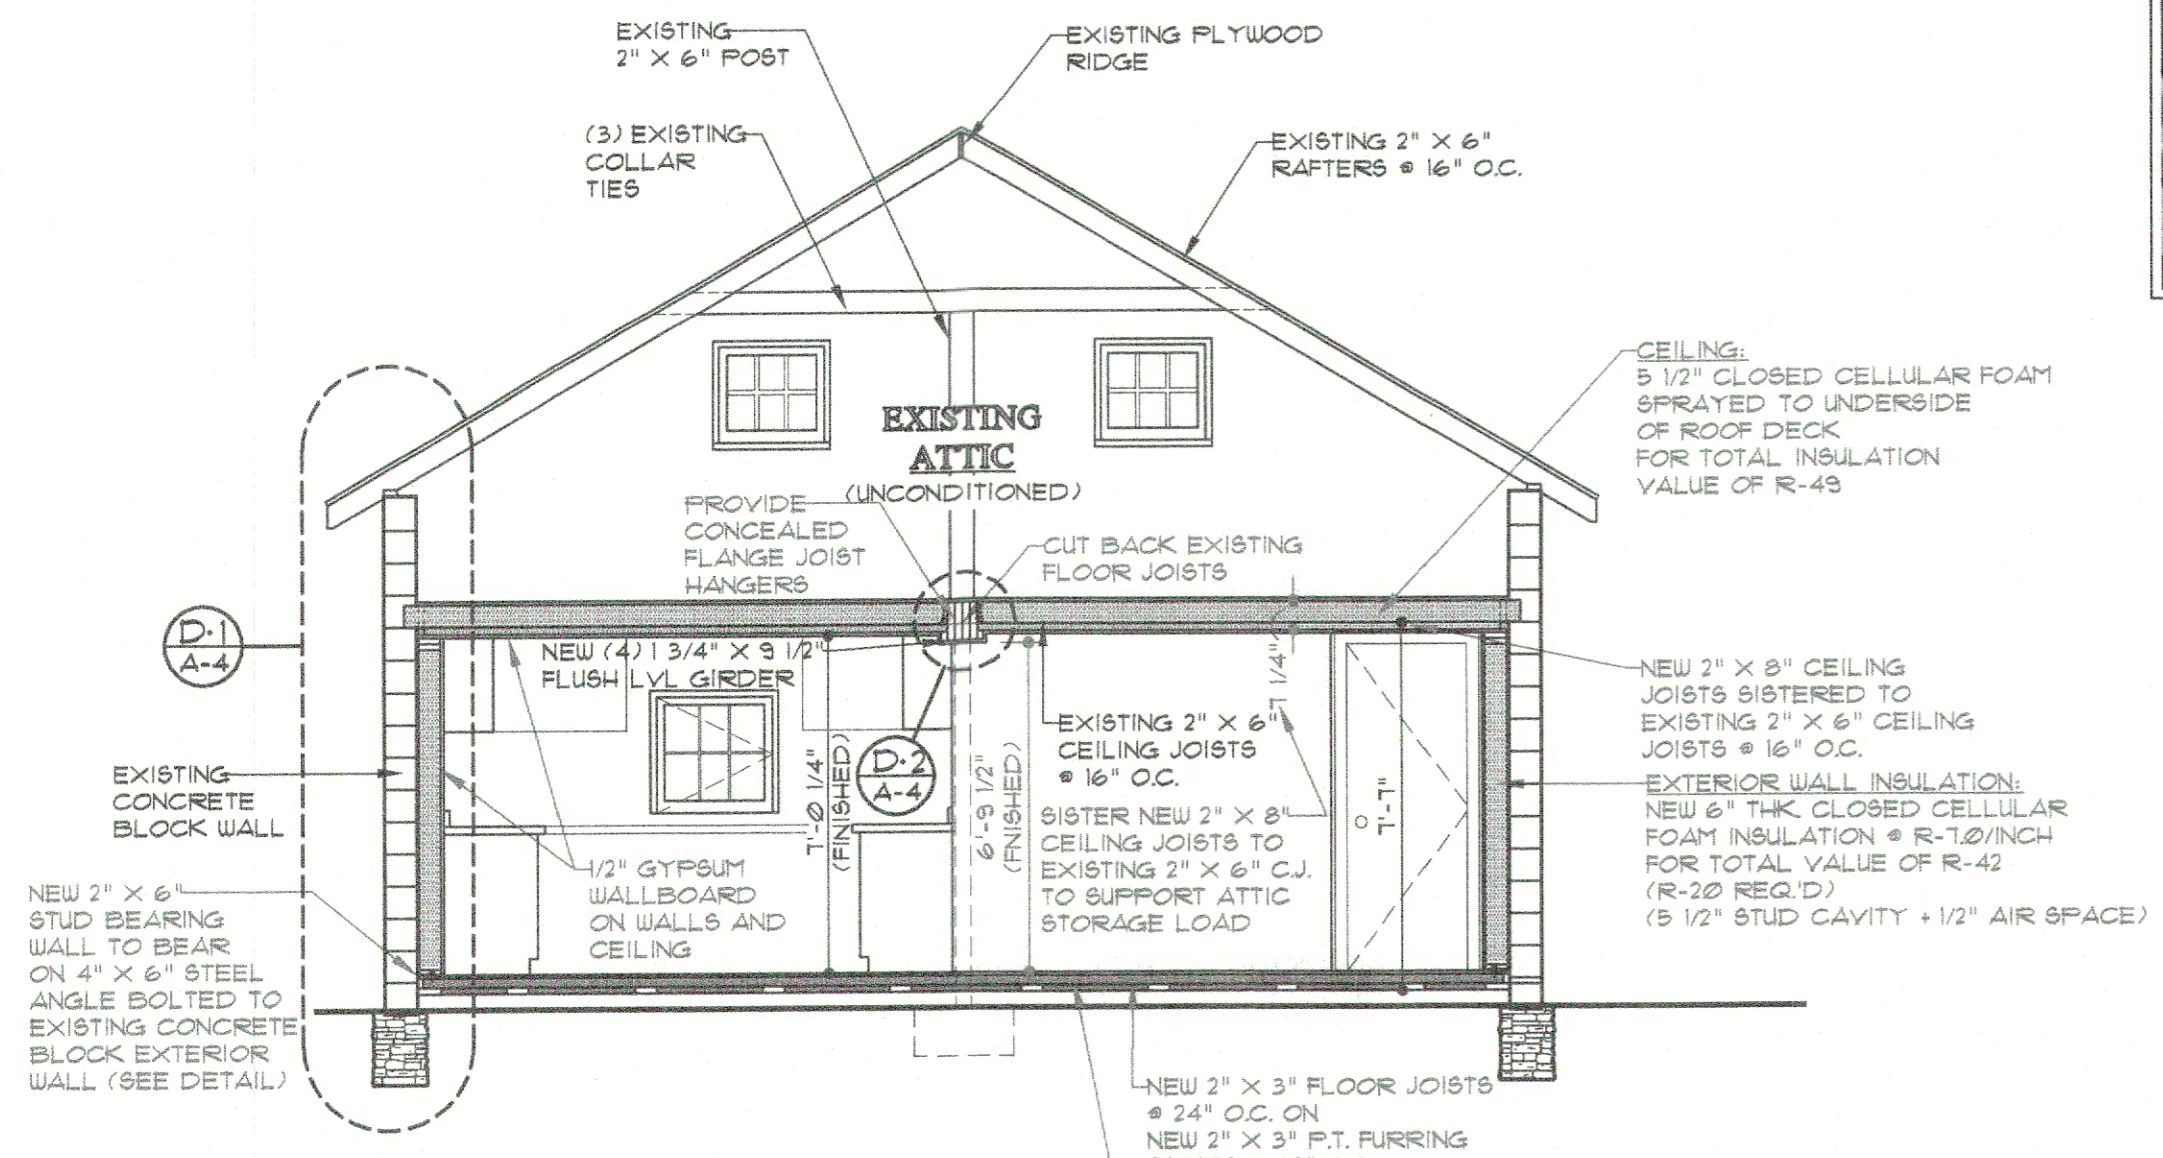 EXISTING
2" X 6" POST
EXISTING PLYWOOD
RIDGE
(3) EXISTING
COLLAR
TIES
EXISTING 2" X 6"
RAFTERS @ 16" O.C.
CEILING:
5 1/2" CLOSED CELLULAR FOAM
SPRAYED TO UNDERSIDE
OF ROOF DECK
FOR TOTAL INSULATION
VALUE OF R-49
EXISTING
ATTIC
(UNCONDITIONED)
PROVIDE
CONCEALED
FLANGE JOIST
HANGERS
CUT BACK EXISTING
FLOOR JOISTS
D-1
A-4
NEW (4) 1 3/4" X 9 1/2"
FLUSH LVL GIRDER
7 1/4"
NEW 2" X 8" CEILING
JOISTS SISTERED TO
EXISTING 2" X 6" CEILING
JOISTS @ 16" O.C.
EXISTING 2" X 6"
CEILING JOISTS
@ 16" O.C.
D-2
A-4
7'-0 1/4"
(FINISHED)
6'-9 1/2"
(FNISHED)
7'-7"
EXISTING
CONCRETE
BLOCK WALL
EXTERIOR WALL INSULATION:
NEW 6" THK CLOSED CELLULAR
FOAM INSULATION @ R-7.0/INCH
FOR TOTAL VALUE OF R-42
(R-20 REQ.'D)
(5 1/2" STUD CAVITY + 1/2" AIR SPACE)
SISTER NEW 2" X 8"
CEILING JOISTS TO
EXISTING 2" X 6" C.J.
TO SUPPORT ATTIC
STORAGE LOAD
1/2" GYPSUM
WALLBOARD
ON WALLS AND
CEILING
NEW 2" X 6"
STUD BEARING
WALL TO BEAR
ON 4" X 6" STEEL
ANGLE BOLTED TO
EXISTING CONCRETE
BLOCK EXTERIOR
WALL (SEE DETAIL)
NEW 2" X 3" FLOOR JOISTS
@ 24" O.C. ON
NEW 2" X 3" P.T. FURRING